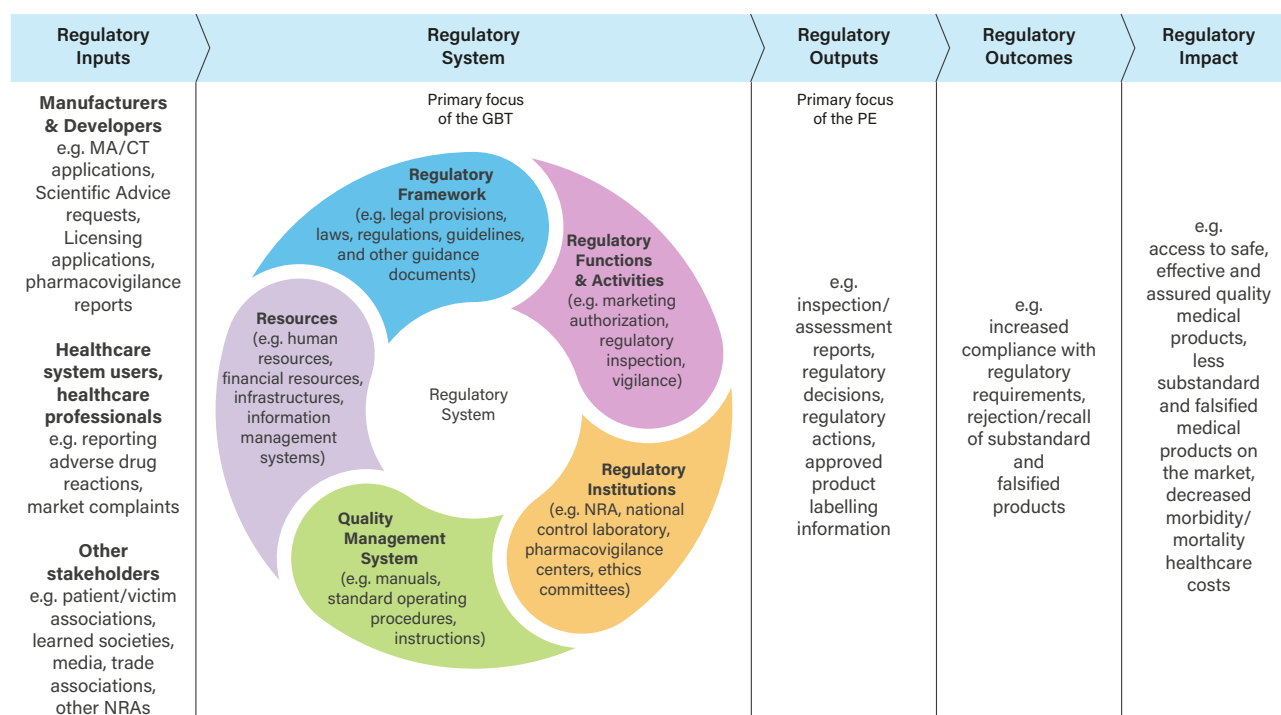 Regulatory
Inputs
Regulatory
System
Regulatory
Outputs
Regulatory
Outcomes
Regulatory
Impact
Manufacturers
& Developers
e.g. MA/CT
applications,
Scientific Advice
requests,
Licensing
applications,
pharmacovigilance
reports
Healthcare
system users,
healthcare
professionals
e.g. reporting
adverse drug
reactions,
market complaints
Other
stakeholders
e.g. patient/victim
associations,
learned societies,
media, trade
associations,
other NRAs
Primary focus
of the GBT
Regulatory
Framework
(e.g. legal provisions,
laws, regulations, guidelines,
and other guidance
documents)
Regulatory
Functions
& Activities
(e.g. marketing
authorization,
regulatory
inspection,
vigilance)
Regulatory
Institutions
(e.g. NRA, national
control laboratory,
pharmacovigilance
centers, ethics
committees)
Quality
Management
System
(e.g. manuals,
standard operating
procedures,
instructions)
Resources
(e.g. human
resources,
financial resources,
infrastructures,
information
management
systems)
Regulatory
System
Primary focus
of the PE
e.g.
inspection/
assessment
reports,
regulatory
decisions,
regulatory
actions,
approved
product
labelling
information
e.g.
increased
compliance with
regulatory
requirements,
rejection/recall
of substandard
and
falsified
products
e.g.
access to safe,
effective and
assured quality
medical
products,
less
substandard
and falsified
medical
products on
the market,
decreased
morbidity/
mortality
healthcare
costs